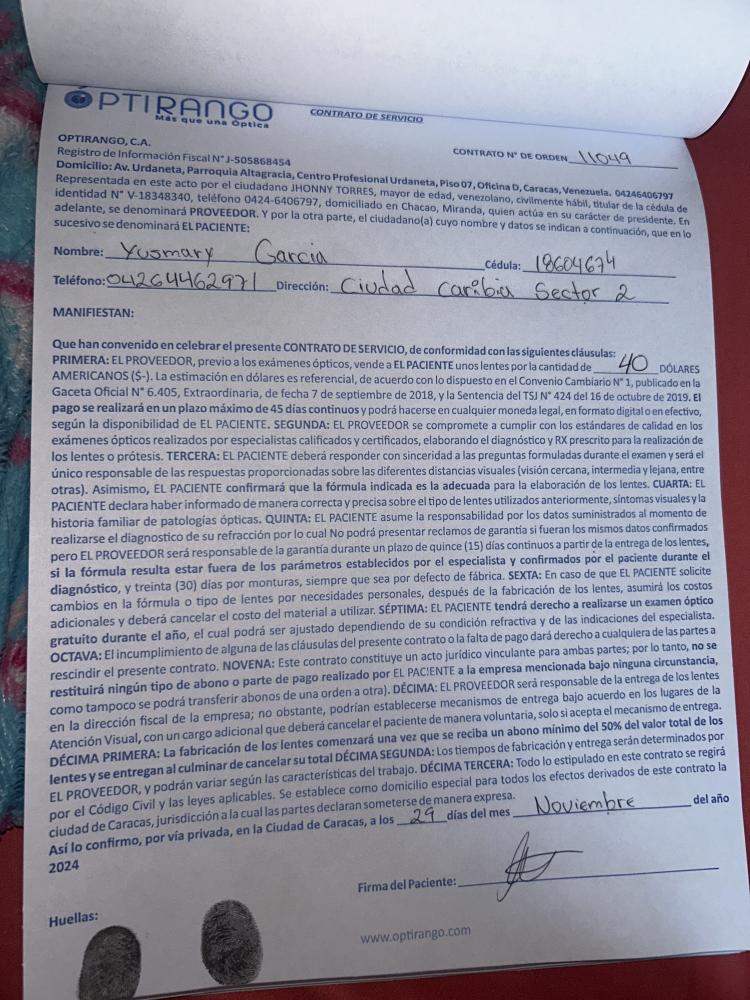 ÓPTIRANGO
Más que una Óptica
CONTRATO DE SERVICIO
OPTIRANGO, C.A.
Registro de Información Fiscal N° J-505868454
CONTRATO N° DE ORDEN 11049
Domicilio: Av. Urdaneta, Parroquia Altagracia, Centro Profesional Urdaneta, Piso 07, Oficina D, Caracas, Venezuela. 04246406797
Representada en este acto por el ciudadano JHONNY TORRES, mayor de edad, venezolano, civilmente hábil, titular de la cédula de
identidad N° V-18348340, teléfono 0424-6406797, domiciliado en Chacao, Miranda, quien actúa en su carácter de presidente. En
adelante, se denominará PROVEEDOR. Y por la otra parte, el ciudadano(a) cuyo nombre y datos se indican a continuación, que en lo
sucesivo se denominará EL PACIENTE:
Nombre: Yusmary Garcia Cédula: 18604674
Teléfono: 04264462971 Dirección: Ciudad Caribia Sector 2
MANIFIESTAN:
Que han convenido en celebrar el presente CONTRATO DE SERVICIO, de conformidad con las siguientes cláusulas:
PRIMERA: EL PROVEEDOR, previo a los exámenes ópticos, vende a EL PACIENTE unos lentes por la cantidad de 40 DÓLARES
AMERICANOS ($-). La estimación en dólares es referencial, de acuerdo con lo dispuesto en el Convenio Cambiario N° 1, publicado en la
Gaceta Oficial N° 6.405, Extraordinaria, de fecha 7 de septiembre de 2018, y la Sentencia del TSJ N° 424 del 16 de octubre de 2019. El
pago se realizará en un plazo máximo de 45 días continuos y podrá hacerse en cualquier moneda legal, en formato digital o en efectivo,
según la disponibilidad de EL PACIENTE. SEGUNDA: EL PROVEEDOR se compromete a cumplir con los estándares de calidad en los
exámenes ópticos realizados por especialistas calificados y certificados, elaborando el diagnóstico y RX prescrito para la realización de
los lentes o prótesis. TERCERA: EL PACIENTE deberá responder con sinceridad a las preguntas formuladas durante el examen y será el
único responsable de las respuestas proporcionadas sobre las diferentes distancias visuales (visión cercana, intermedia y lejana, entre
otras). Asimismo, EL PACIENTE confirmará que la fórmula indicada es la adecuada para la elaboración de los lentes. CUARTA: EL
PACIENTE declara haber informado de manera correcta y precisa sobre el tipo de lentes utilizados anteriormente, síntomas visuales y la
historia familiar de patologías ópticas. QUINTA: EL PACIENTE asume la responsabilidad por los datos suministrados al momento de
realizarse el diagnostico de su refracción por lo cual No podrá presentar reclamos de garantía si fueran los mismos datos confirmados
pero EL PROVEEDOR será responsable de la garantía durante un plazo de quince (15) días continuos a partir de la entrega de los lentes,
si la fórmula resulta estar fuera de los parámetros establecidos por el especialista y confirmados por el paciente durante el
diagnóstico, y treinta (30) días por monturas, siempre que sea por defecto de fábrica. SEXTA: En caso de que EL PACIENTE solicite
cambios en la fórmula o tipo de lentes por necesidades personales, después de la fabricación de los lentes, asumirá los costos
adicionales y deberá cancelar el costo del material a utilizar. SÉPTIMA: EL PACIENTE tendrá derecho a realizarse un examen óptico
gratuito durante el año, el cual podrá ser ajustado dependiendo de su condición refractiva y de las indicaciones del especialista.
OCTAVA: El incumplimiento de alguna de las cláusulas del presente contrato o la falta de pago dará derecho a cualquiera de las partes a
rescindir el presente contrato. NOVENA: Este contrato constituye un acto jurídico vinculante para ambas partes; por lo tanto, no se
restituirá ningún tipo de abono o parte de pago realizado por EL PACIENTE a la empresa mencionada bajo ninguna circunstancia,
como tampoco se podrá transferir abonos de una orden a otra). DÉCIMA: EL PROVEEDOR será responsable de la entrega de los lentes
en la dirección fiscal de la empresa; no obstante, podrían establecerse mecanismos de entrega bajo acuerdo en los lugares de la
Atención Visual, con un cargo adicional que deberá cancelar el paciente de manera voluntaria, solo si acepta el mecanismo de entrega.
DÉCIMA PRIMERA: La fabricación de los lentes comenzará una vez que se reciba un abono mínimo del 50% del valor total de los
lentes y se entregan al culminar de cancelar su total DÉCIMA SEGUNDA: Los tiempos de fabricación y entrega serán determinados por
EL PROVEEDOR, y podrán variar según las características del trabajo. DÉCIMA TERCERA: Todo lo estipulado en este contrato se regirá
por el Código Civil y las leyes aplicables. Se establece como domicilio especial para todos los efectos derivados de este contrato la
ciudad de Caracas, jurisdicción a la cual las partes declaran someterse de manera expresa.
Así lo confirmo, por vía privada, en la Ciudad de Caracas, a los 29 días del mes Noviembre del año
2024
Firma del Paciente:
Huellas:
www.optirango.com